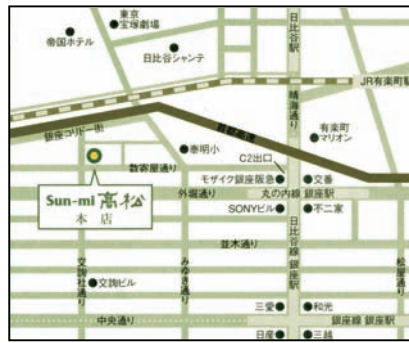 東京
宝塚劇場
帝国ホテル
日比谷シャンテ
日比谷駅
晴海通り
JR有楽町駅
有楽町
マリオン
銀座コリドー街
泰明小
C2出口
数寄屋通り
モザイク銀座阪急
交番
外堀通り
丸の内線 銀座駅
Sun-mi 高松
本店
SONYビル
不二家
日比谷線 銀座駅
並木通り
交詢社通り
交詢ビル
みゆき通り
松屋通り
三愛
和光
中央通り
銀座線 銀座駅
日産
三越